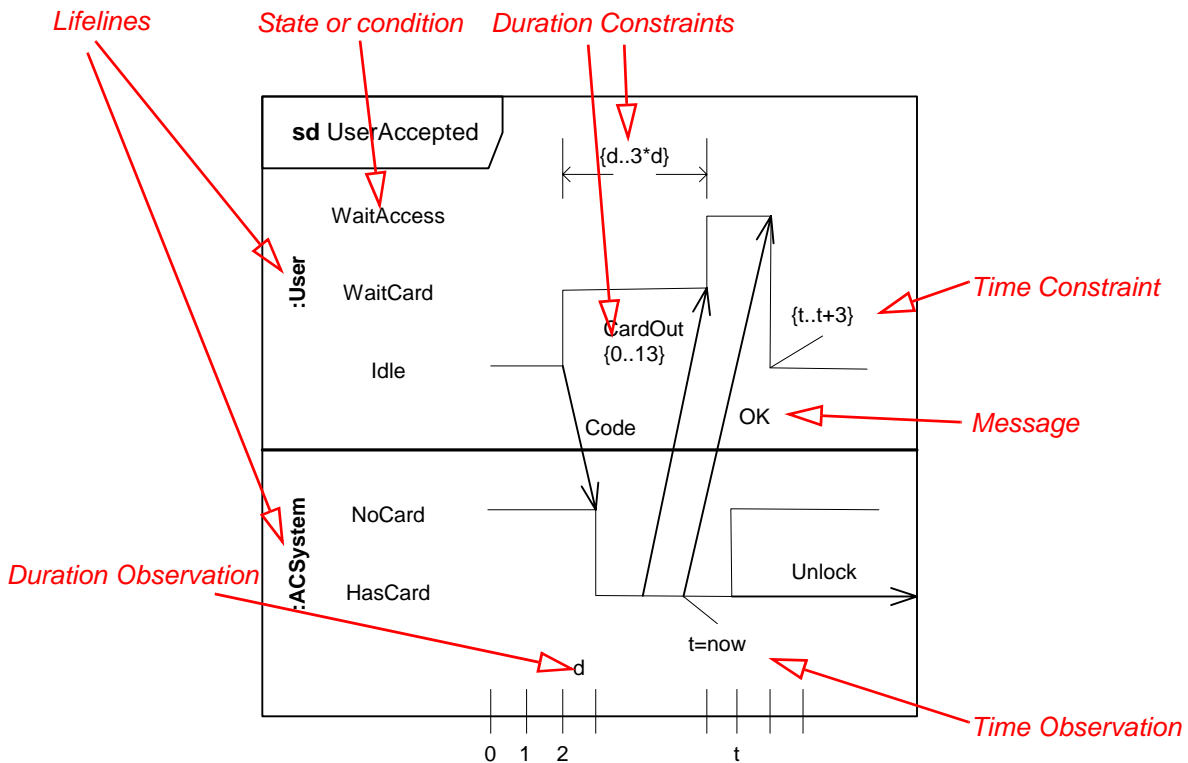 Lifelines
State or condition
Duration Constraints
sd UserAccepted
{d..3*d}
WaitAccess
:User
WaitCard
Time Constraint
{t..t+3}
CardOut
{0..13}
Idle
Code
OK
Message
:ACSystem
NoCard
Duration Observation
HasCard
Unlock
t=now
d
Time Observation
0 1 2 t